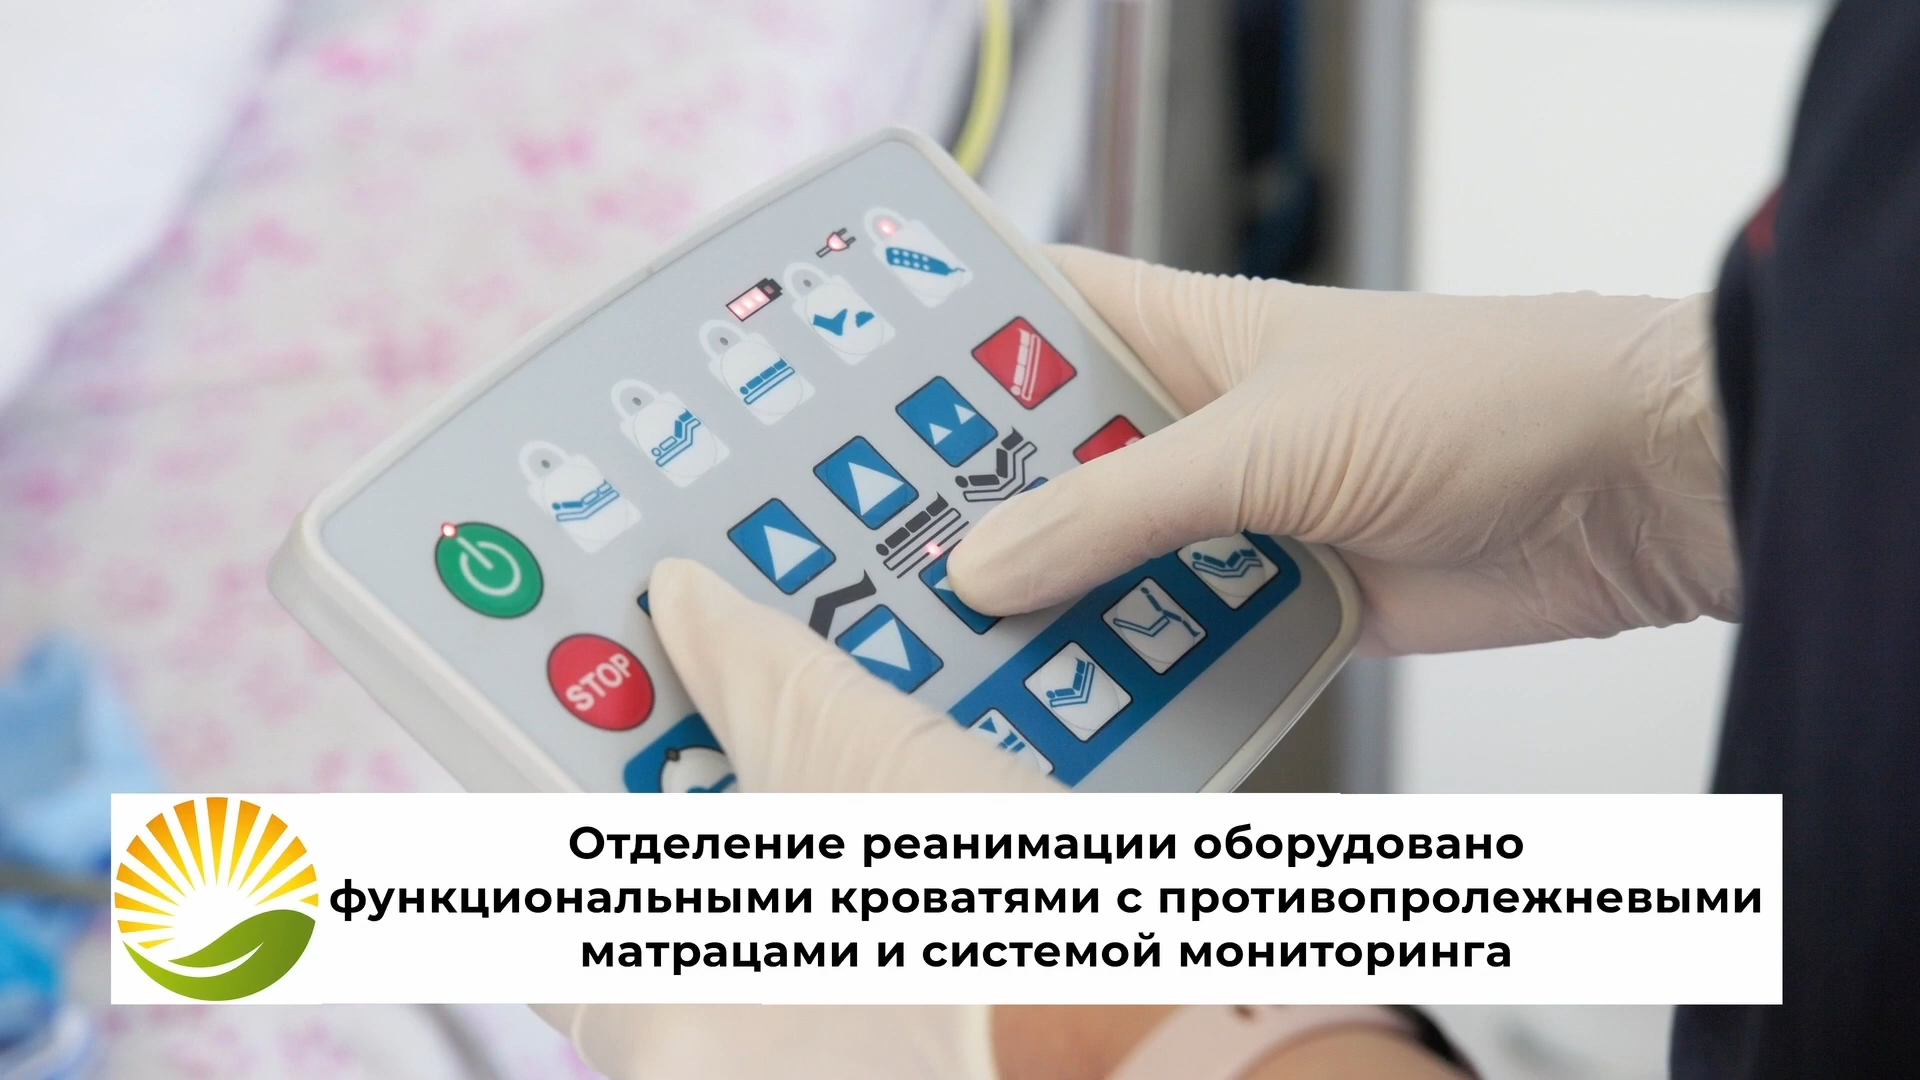 STOP
Отделение реанимации оборудовано
функциональными кроватями с противопролежневыми
матрацами и системой мониторинга